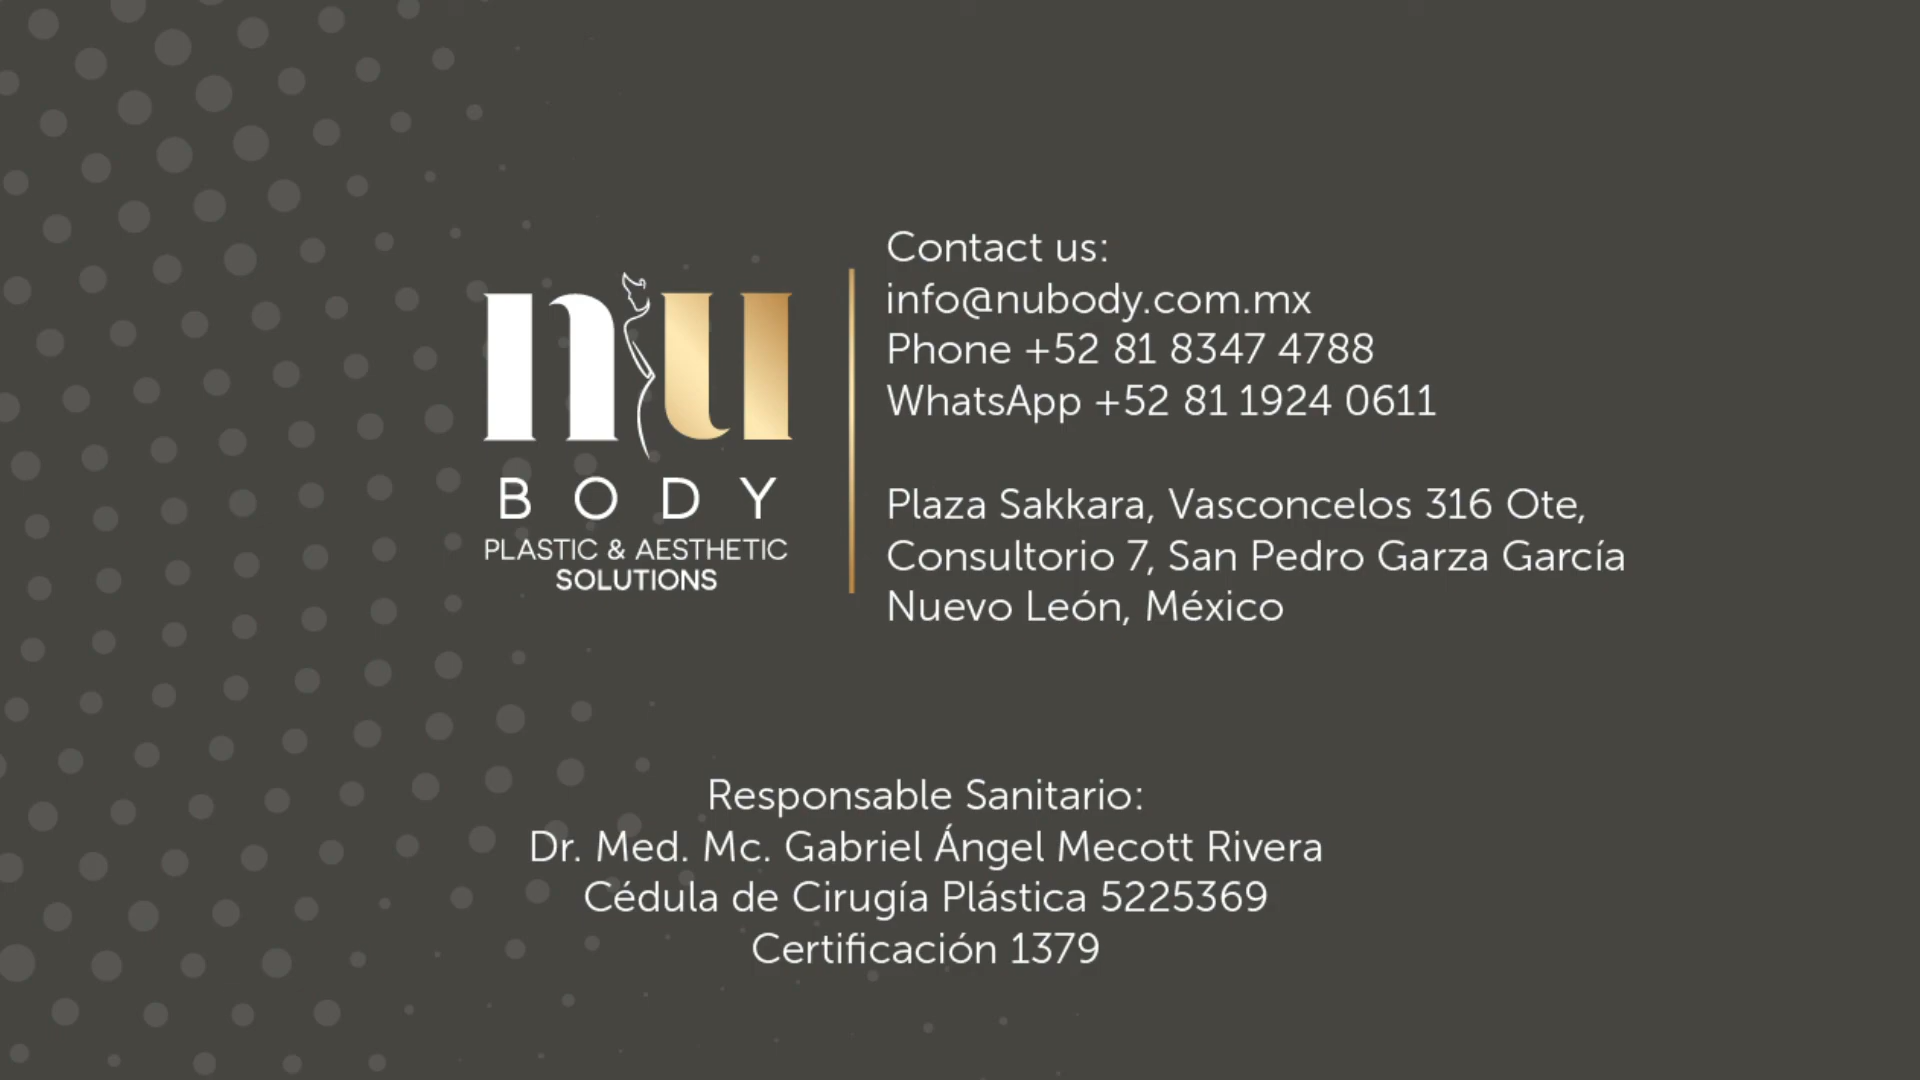 nu
BODY
PLASTIC & AESTHETIC
SOLUTIONS
Contact us:
info@nubody.com.mx
Phone +52 81 8347 4788
WhatsApp +52 81 1924 0611
Plaza Sakkara, Vasconcelos 316 Ote,
Consultorio 7, San Pedro Garza García
Nuevo León, México
Responsable Sanitario:
Dr. Med. Mc. Gabriel Ángel Mecott Rivera
Cédula de Cirugía Plástica 5225369
Certificación 1379